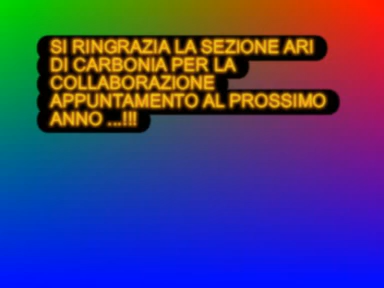 SI RINGRAZIA LA SEZIONE ARI
DI CARBONIA PER LA
COLLABORAZIONE
APPUNTAMENTO AL PROSSIMO
ANNO ...!!!